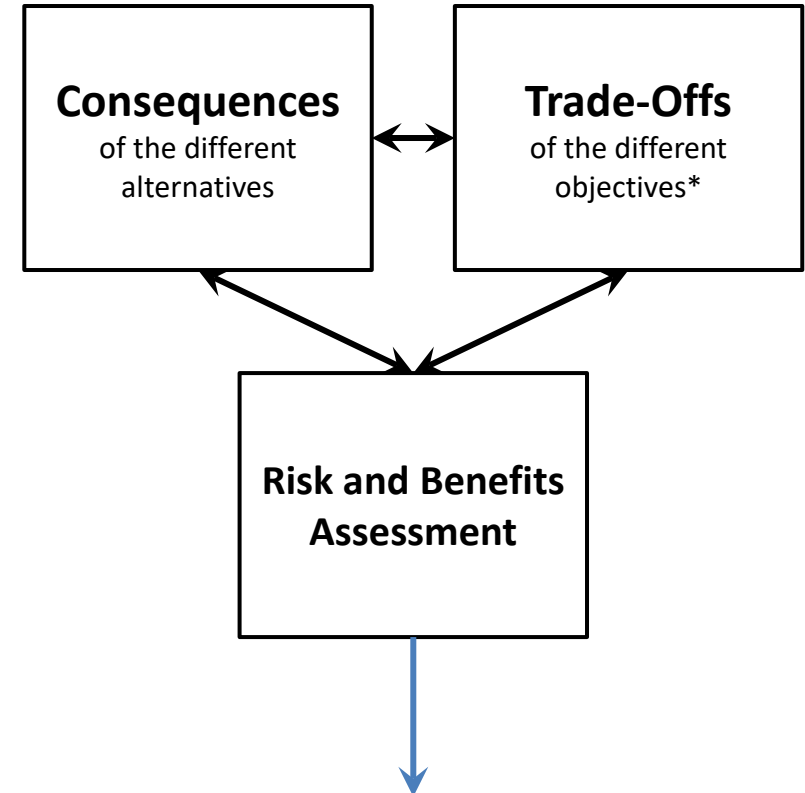 Consequences
of the different
alternatives
Trade-Offs
of the different
objectives*
Risk and Benefits
Assessment